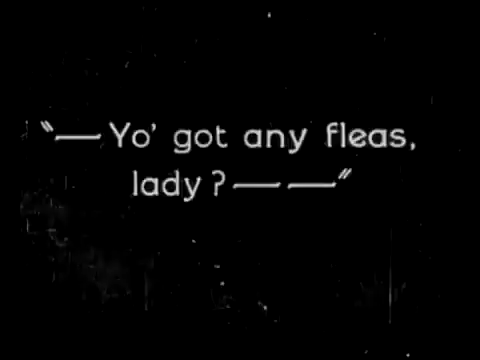 "—Yo' got any fleas,
lady?— —"